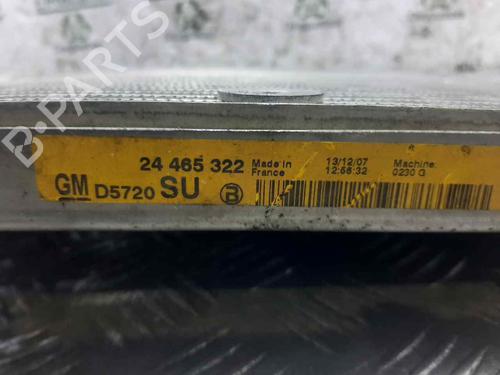 B-PARTS
24 465 322
Made in
France
13/12/07
12:56:32
Machine:
0230 G
GM D5720 SU B